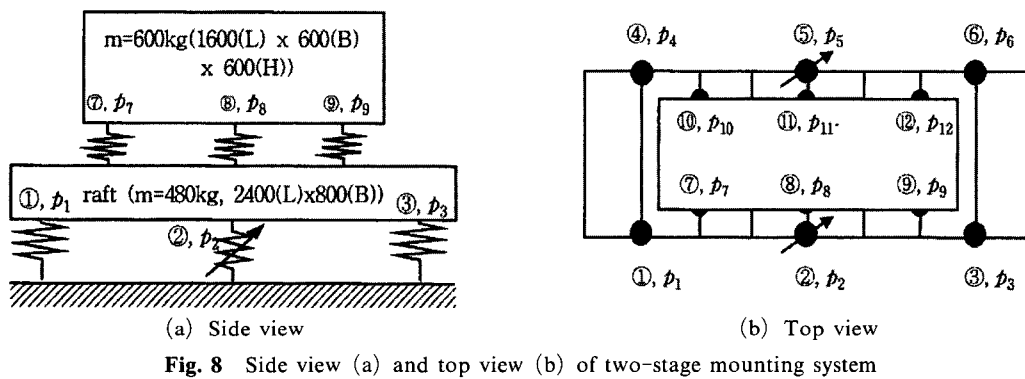 m=600kg(1600(L) x 600(B)
x 600(H))
⑦, p₇ ⑧, p₈ ⑨, p₉
①, p₁ raft (m=480kg, 2400(L)x800(B)) ③, p₃
②, p₂
(a) Side view
④, p₄ ⑤, p₅ ⑥, p₆
⑩, p₁₀ ⑪, p₁₁. ⑫, p₁₂
⑦, p₇ ⑧, p₈ ⑨, p₉
①, p₁ ②, p₂ ③, p₃
(b) Top view
Fig. 8 Side view (a) and top view (b) of two-stage mounting system